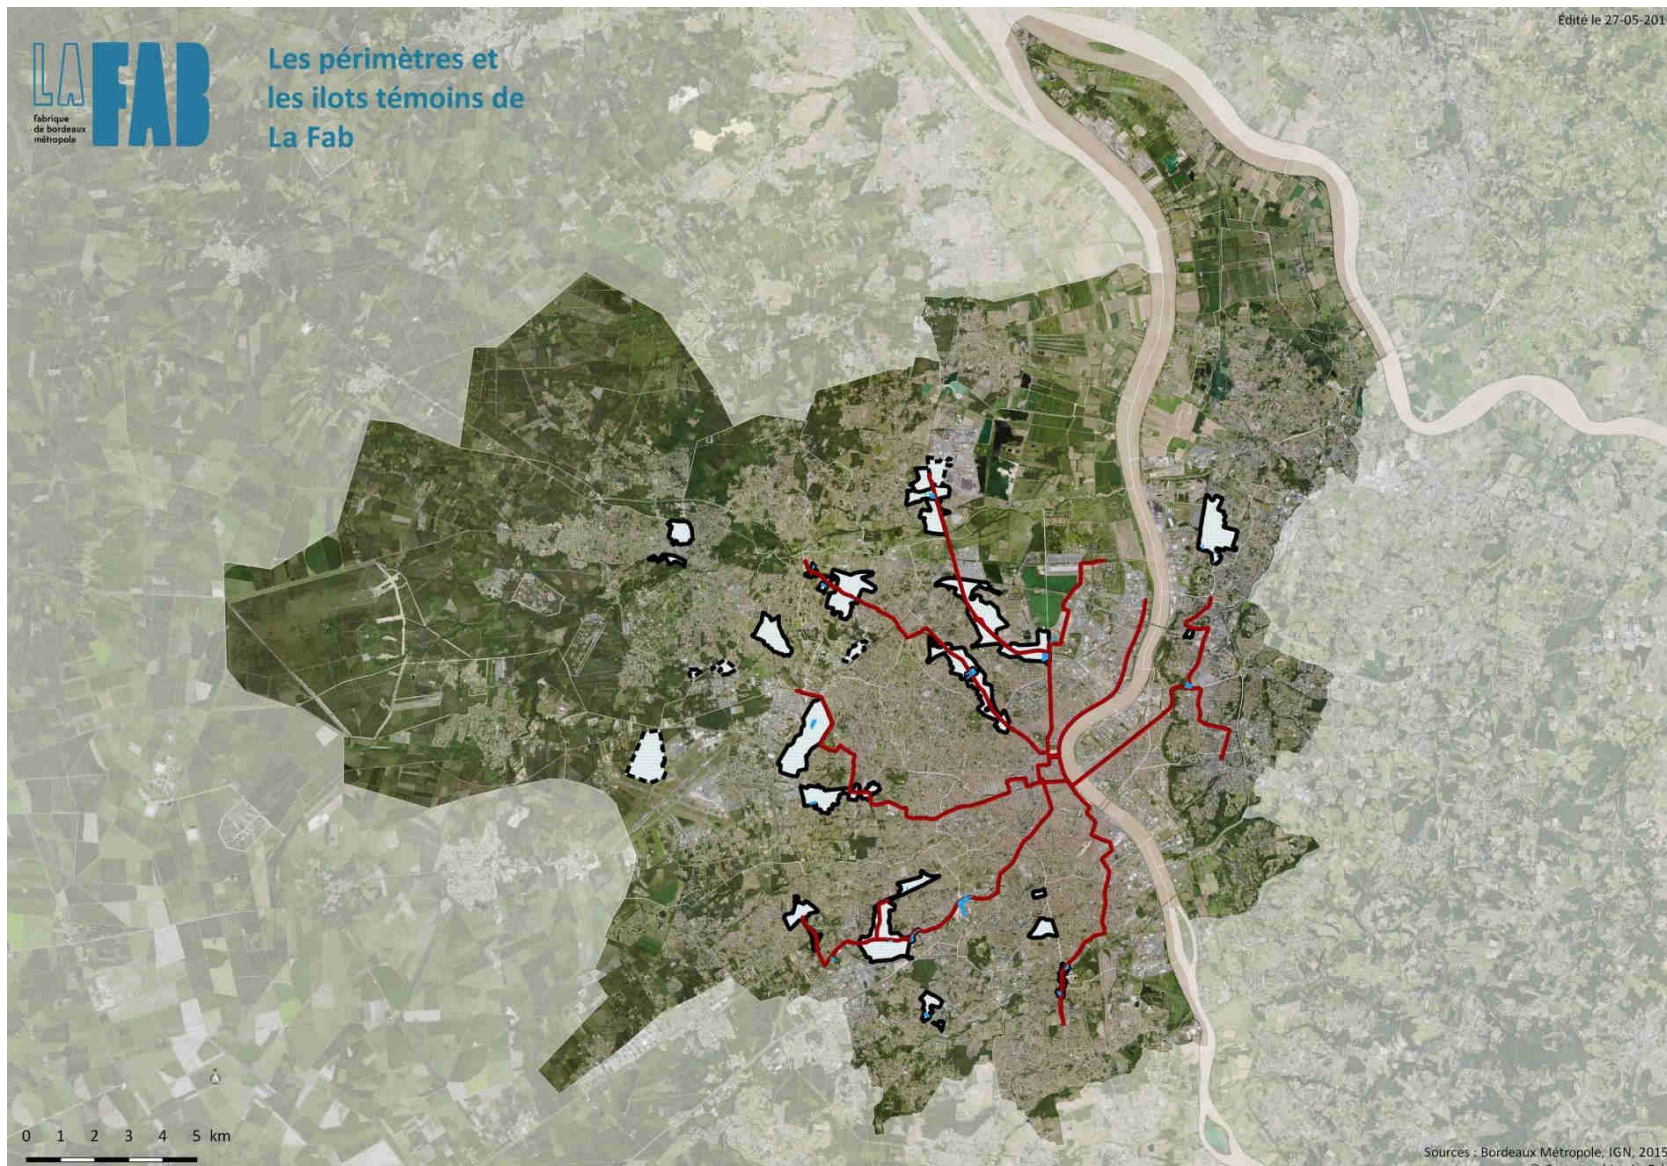 LA FAB
fabrique
de bordeaux
métropole
Les périmètres et
les ilots témoins de
La Fab
Édité le 27-05-201
0 1 2 3 4 5 km
Sources : Bordeaux Métropole, IGN, 2015